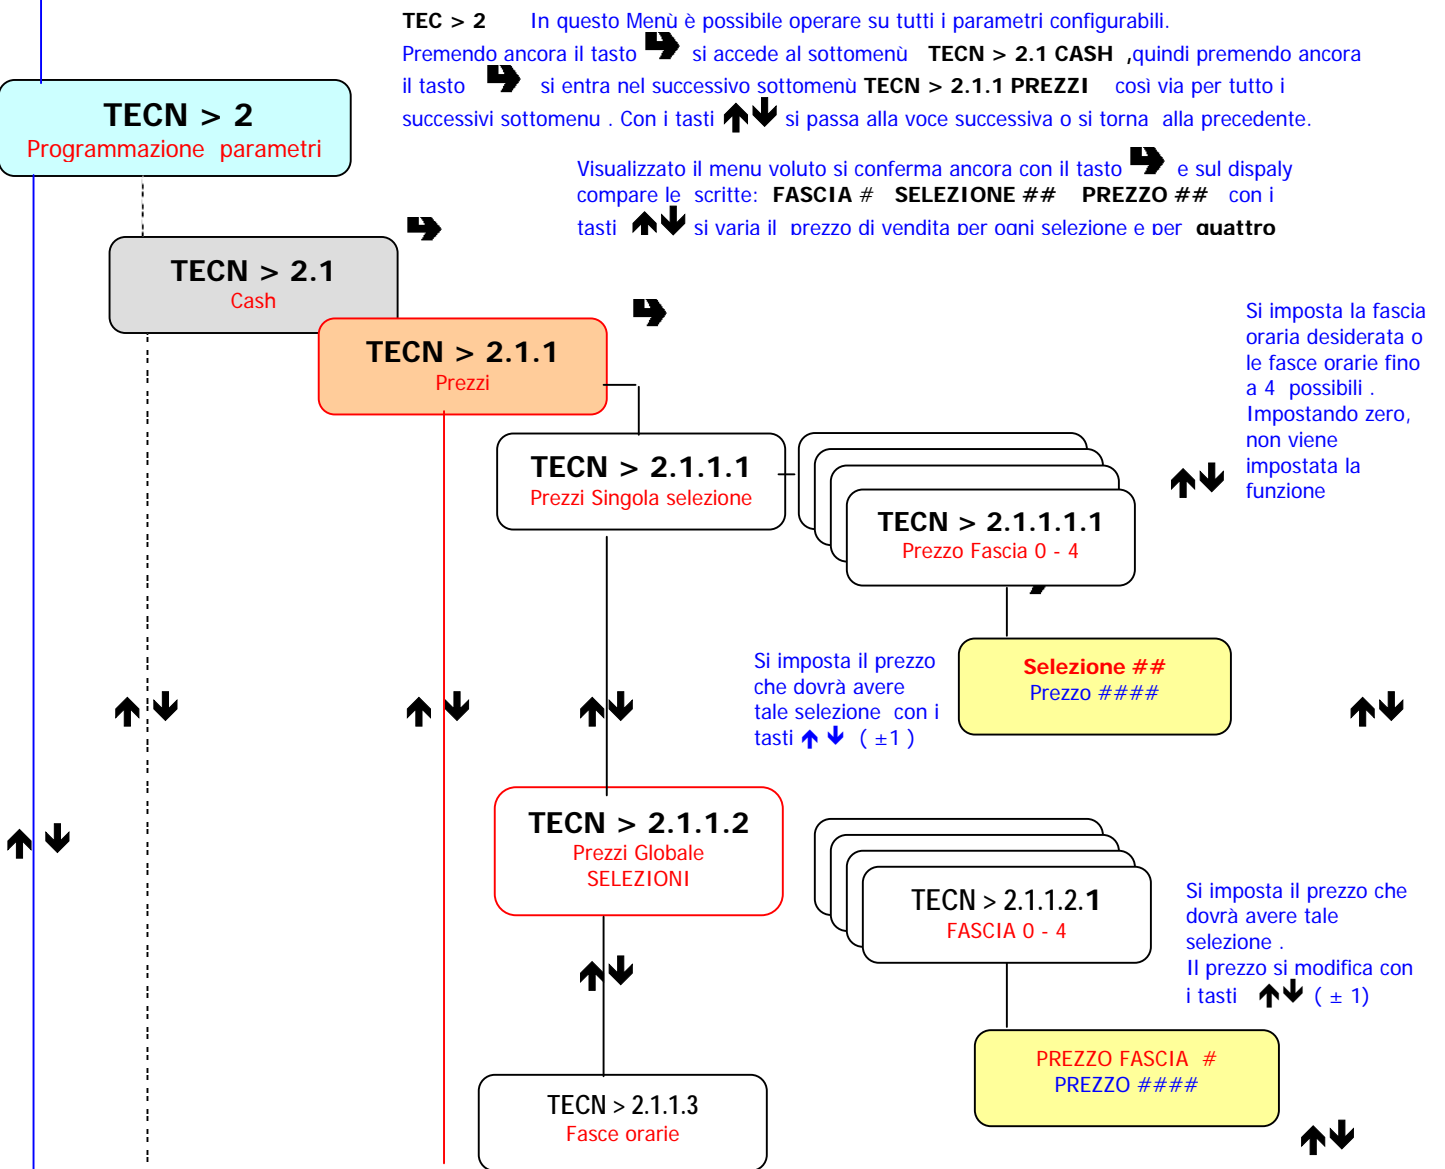 TEC > 2 In questo Menù è possibile operare su tutti i parametri configurabili.
Premendo ancora il tasto si accede al sottomenù TECN > 2.1 CASH ,quindi premendo ancora
il tasto si entra nel successivo sottomenù TECN > 2.1.1 PREZZI così via per tutto i
successivi sottomenu . Con i tasti si passa alla voce successiva o si torna alla precedente.
TECN > 2
Programmazione parametri
Visualizzato il menu voluto si conferma ancora con il tasto e sul dispaly
compare le scritte: FASCIA # SELEZIONE ## PREZZO ## con i
tasti si varia il prezzo di vendita per ogni selezione e per quattro
TECN > 2.1
Cash
TECN > 2.1.1
Prezzi
Si imposta la fascia
oraria desiderata o
le fasce orarie fino
a 4 possibili .
Impostando zero,
non viene
impostata la
funzione
TECN > 2.1.1.1
Prezzi Singola selezione
TECN > 2.1.1.1.1
Prezzo Fascia 0 - 4
Si imposta il prezzo
che dovrà avere
tale selezione con i
tasti ( ±1 )
Selezione ##
Prezzo ####
TECN > 2.1.1.2
Prezzi Globale
SELEZIONI
TECN > 2.1.1.2.1
FASCIA 0 - 4
Si imposta il prezzo che
dovrà avere tale
selezione .
Il prezzo si modifica con
i tasti ( ± 1)
PREZZO FASCIA #
PREZZO ####
TECN > 2.1.1.3
Fasce orarie